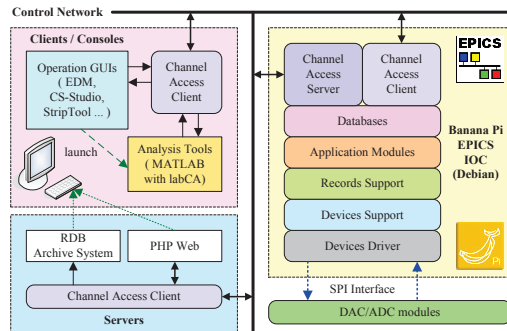 Control Network
Clients / Consoles
Operation GUIs
( EDM,
CS-Studio,
StripTool ... )
Channel
Access
Client
launch
Analysis Tools
( MATLAB
with labCA)
RDB
Archive System
PHP Web
Channel Access Client
Servers
Channel
Access
Server
Channel
Access
Client
EPICS
Databases
Application Modules
Records Support
Devices Support
Devices Driver
Banana Pi
EPICS
IOC
(Debian)
Pi
SPI Interface
DAC/ADC modules